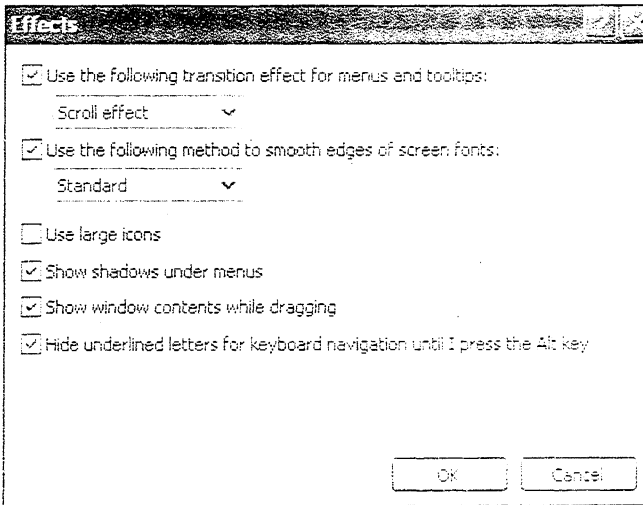 Effects
Use the following transition effect for menus and tooltips:
Scroll effect
Use the following method to smooth edges of screen fonts:
Standard
Use large icons
Show shadows under menus
Show window contents while dragging
Hide underlined letters for keyboard navigation until I press the Alt key
OK Cancel